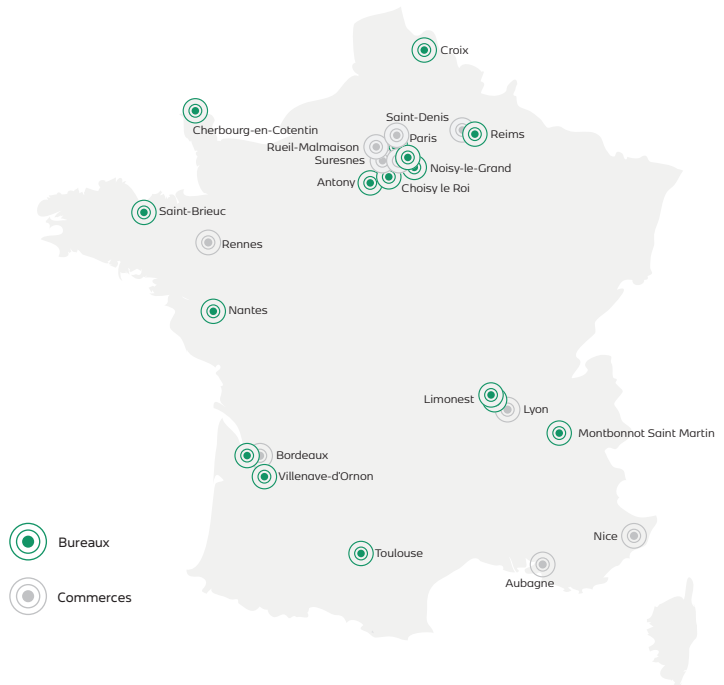 Croix
Cherbourg-en-Cotentin
Saint-Denis
Paris
Reims
Rueil-Malmaison
Suresnes
Noisy-le-Grand
Antony
Choisy le Roi
Saint-Brieuc
Rennes
Nantes
Limonest
Lyon
Montbonnot Saint Martin
Bordeaux
Villenave-d'Ornon
Nice
Bureaux
Toulouse
Aubagne
Commerces